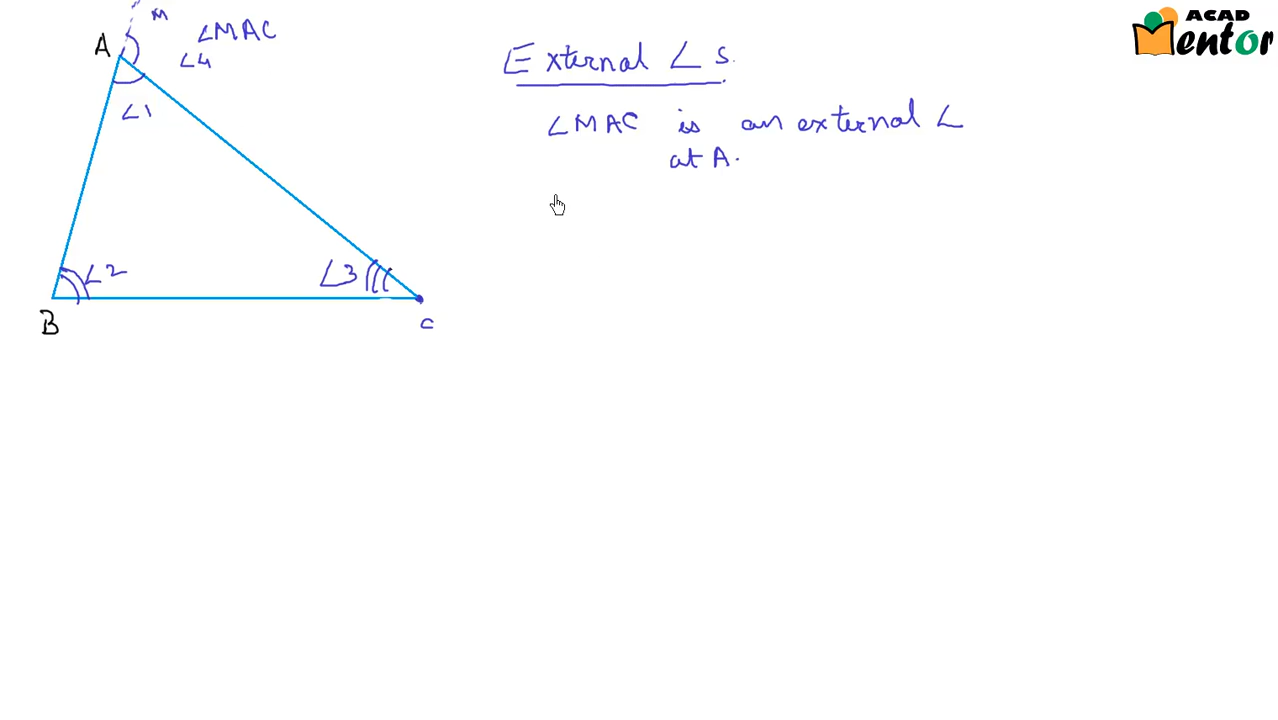 M
A
∠MAC
∠4
∠1
∠2
∠3
B
C
External ∠s.
∠MAC is an external ∠
at A.
ACAD
Mentor